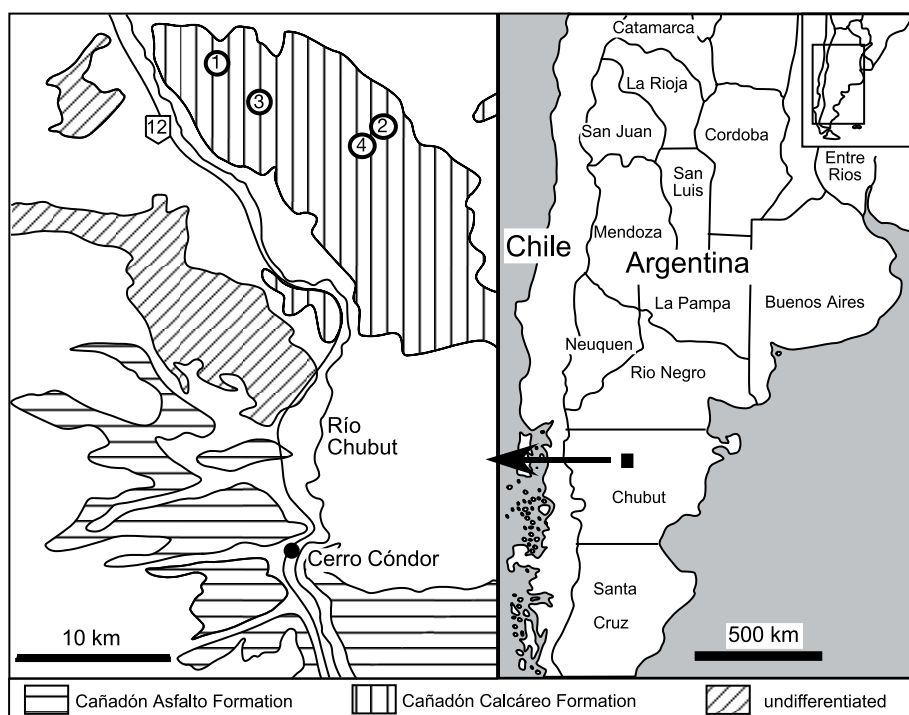 1
3
2
4
12
Río
Chubut
Cerro Cóndor
10 km
Catamarca
La Rioja
San Juan
Cordoba
San
Luis
Entre
Rios
Mendoza
Chile
Argentina
La Pampa
Buenos Aires
Neuquen
Rio Negro
Chubut
Santa
Cruz
500 km
Cañadón Asfalto Formation
Cañadón Calcáreo Formation
undifferentiated